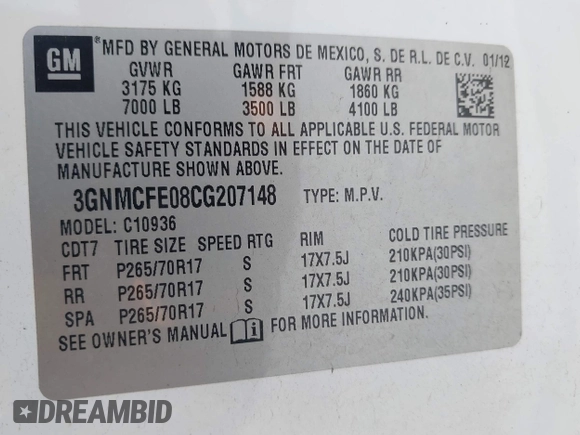 GM *MFD BY GENERAL MOTORS DE MEXICO, S. DE R.L. DE C.V. 01/12
GVWR GAWR FRT GAWR RR
3175 KG 1588 KG 1860 KG
7000 LB 3500 LB 4100 LB
THIS VEHICLE CONFORMS TO ALL APPLICABLE U.S. FEDERAL MOTOR
VEHICLE SAFETY STANDARDS IN EFFECT ON THE DATE OF
MANUFACTURE SHOWN ABOVE.
3GNMCFE08CG207148 TYPE: M.P.V.
MODEL: C10936
CDT7 TIRE SIZE SPEED RTG RIM COLD TIRE PRESSURE
FRT P265/70R17 S 17X7.5J 210KPA(30PSI)
RR P265/70R17 S 17X7.5J 210KPA(30PSI)
SPA P265/70R17 S 17X7.5J 240KPA(35PSI)
SEE OWNER'S MANUAL i FOR MORE INFORMATION.
DREAMBID